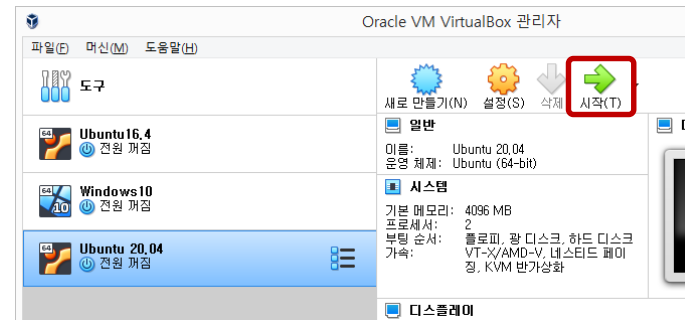 Oracle VM VirtualBox 관리자
파일(F) 머신(M) 도움말(H)
도구
새로 만들기(N) 설정(S) 삭제 시작(T)
64 Ubuntu16.4
전원 꺼짐
64 10 Windows10
전원 꺼짐
64 Ubuntu 20.04
전원 꺼짐
일반
이름: Ubuntu 20.04
운영 체제: Ubuntu (64-bit)
시스템
기본 메모리: 4096 MB
프로세서: 2
부팅 순서: 플로피, 광 디스크, 하드 디스크
가속: VT-X/AMD-V, 네스티드 페이
징, KVM 반가상화
디스플레이